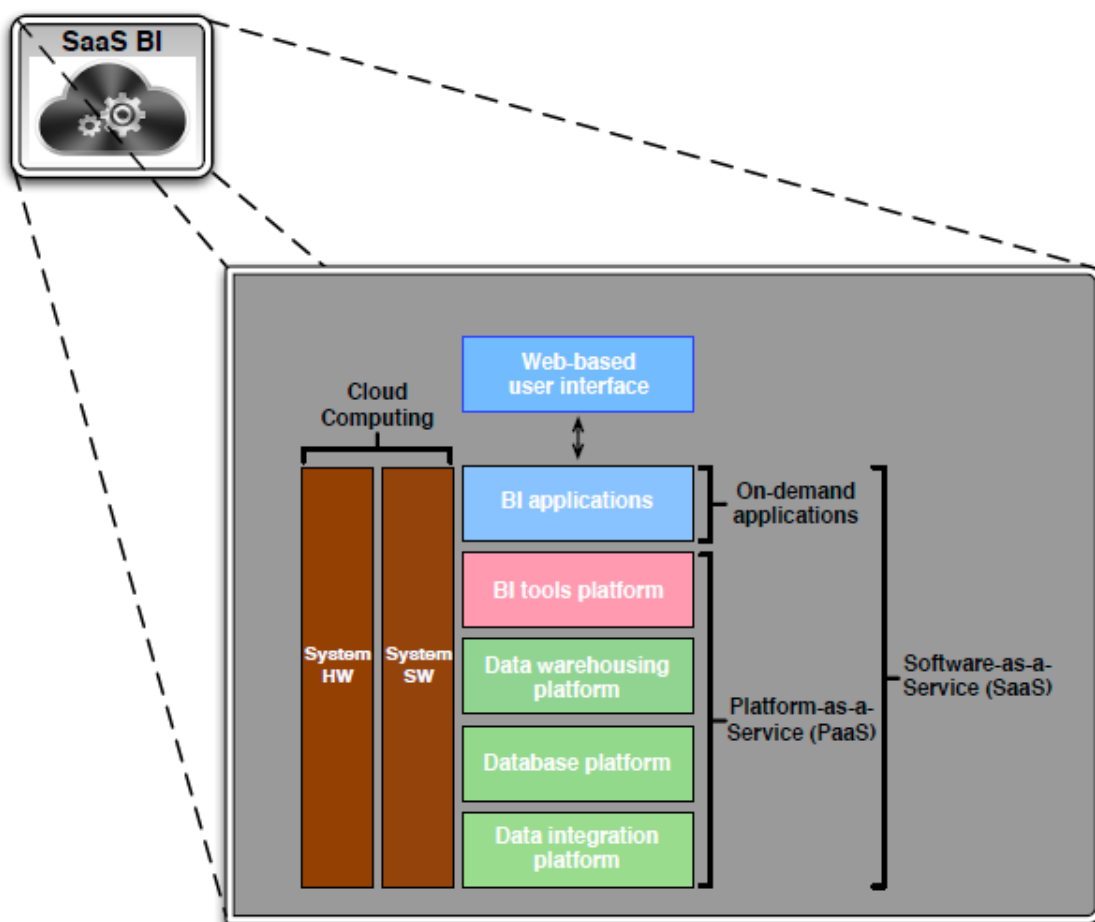 SaaS BI
Web-based
user interface
Cloud
Computing
BI applications
On-demand
applications
BI tools platform
System
HW
System
SW
Data warehousing
platform
Software-as-a-
Service (SaaS)
Platform-as-a-
Service (PaaS)
Database platform
Data integration
platform